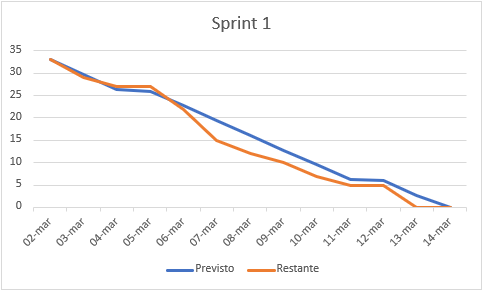 Sprint 1
35
30
25
20
15
10
5
0
02-mar 03-mar 04-mar 05-mar 06-mar 07-mar 08-mar 09-mar 10-mar 11-mar 12-mar 13-mar 14-mar
Previsto Restante